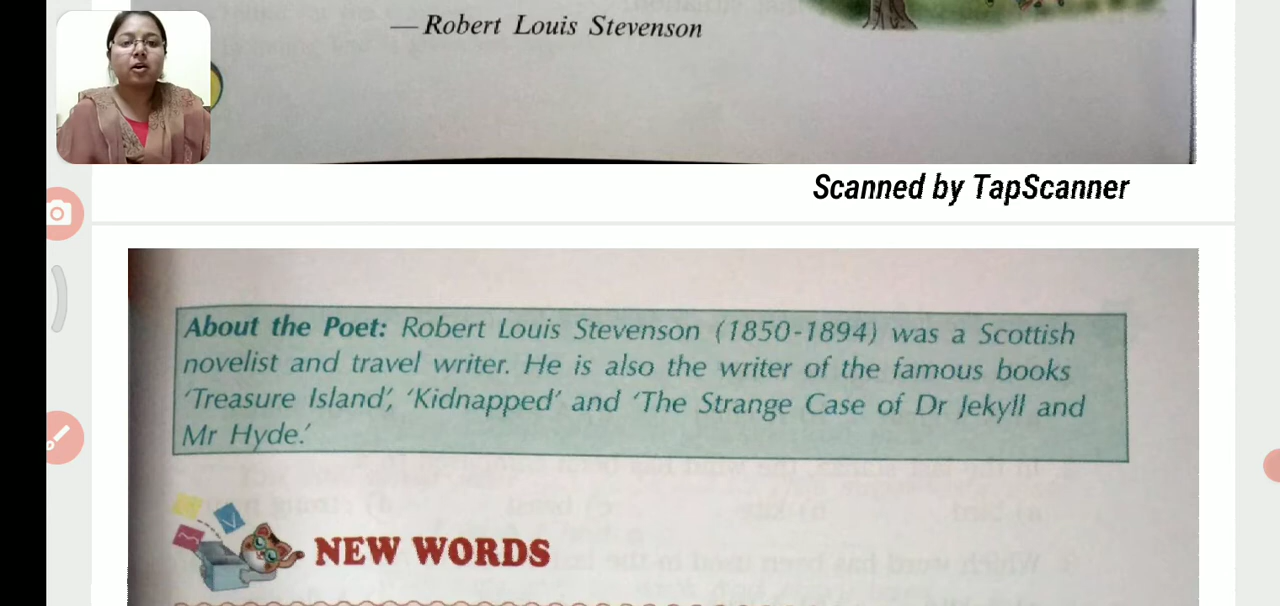 — Robert Louis Stevenson
Scanned by TapScanner
About the Poet: Robert Louis Stevenson (1850-1894) was a Scottish
novelist and travel writer. He is also the writer of the famous books
‘Treasure Island’, ‘Kidnapped’ and ‘The Strange Case of Dr Jekyll and
Mr Hyde.’
NEW WORDS